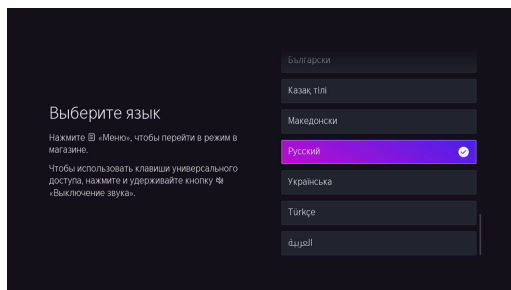 Выберите язык
Нажмите «Меню», чтобы перейти в режим в
магазине.
Чтобы использовать клавиши универсального
доступа, нажмите и удерживайте кнопку
«Выключение звука».
Български
Казақ тілі
Македонски
Русский
Українська
Türkçe
العربية